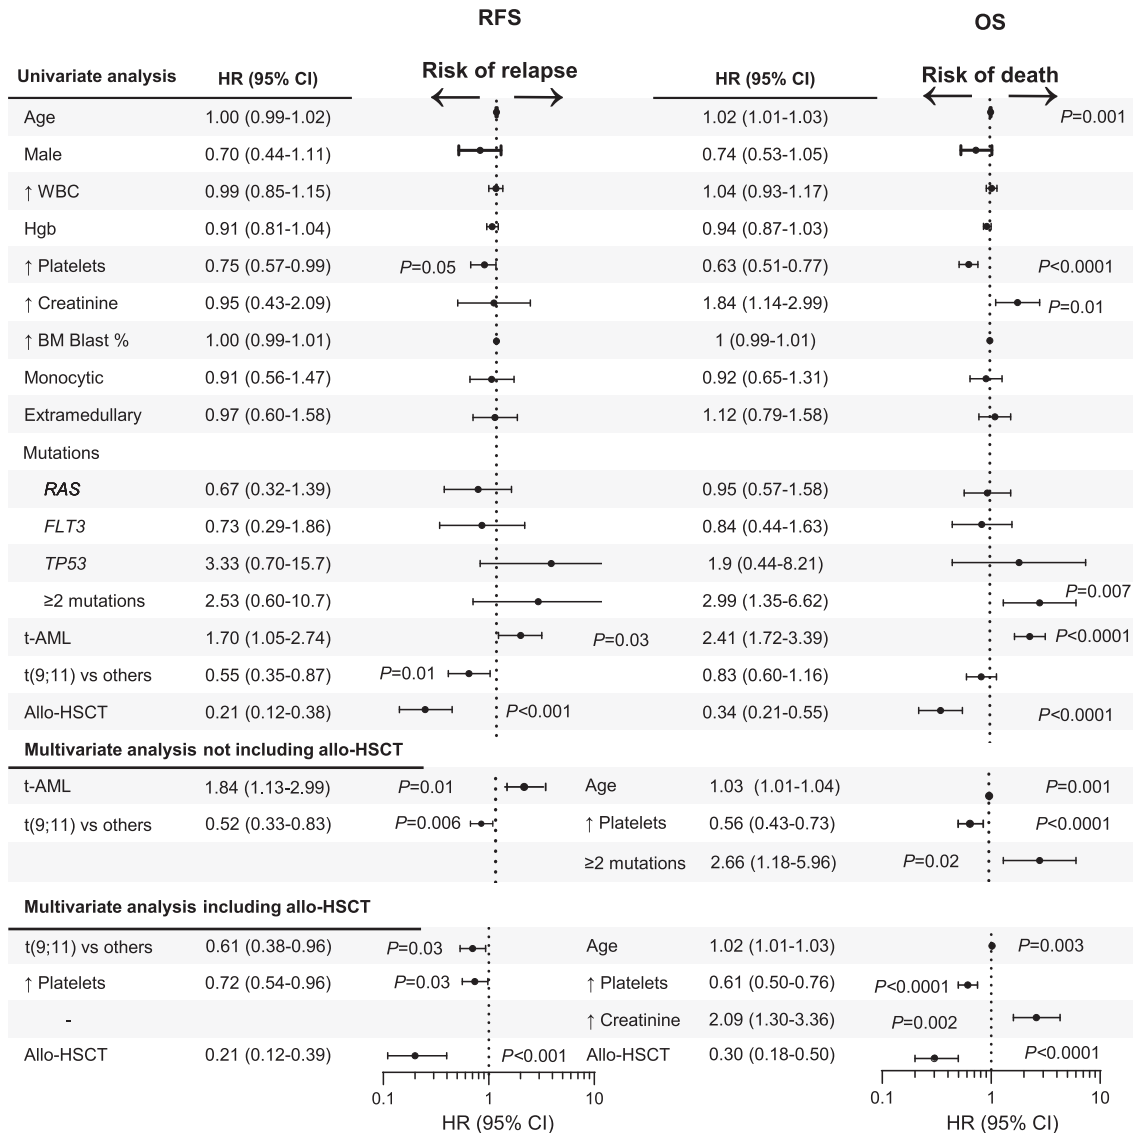 RFS OS
Univariate analysis HR (95% CI) Risk of relapse HR (95% CI) Risk of death
Age 1.00 (0.99-1.02) 1.02 (1.01-1.03) P=0.001
Male 0.70 (0.44-1.11) 0.74 (0.53-1.05)
↑ WBC 0.99 (0.85-1.15) 1.04 (0.93-1.17)
Hgb 0.91 (0.81-1.04) 0.94 (0.87-1.03)
↑ Platelets 0.75 (0.57-0.99) P=0.05 0.63 (0.51-0.77) P<0.0001
↑ Creatinine 0.95 (0.43-2.09) 1.84 (1.14-2.99) P=0.01
↑ BM Blast % 1.00 (0.99-1.01) 1 (0.99-1.01)
Monocytic 0.91 (0.56-1.47) 0.92 (0.65-1.31)
Extramedullary 0.97 (0.60-1.58) 1.12 (0.79-1.58)
Mutations
RAS 0.67 (0.32-1.39) 0.95 (0.57-1.58)
FLT3 0.73 (0.29-1.86) 0.84 (0.44-1.63)
TP53 3.33 (0.70-15.7) 1.9 (0.44-8.21)
≥2 mutations 2.53 (0.60-10.7) 2.99 (1.35-6.62) P=0.007
t-AML 1.70 (1.05-2.74) P=0.03 2.41 (1.72-3.39) P<0.0001
t(9;11) vs others 0.55 (0.35-0.87) P=0.01 0.83 (0.60-1.16)
Allo-HSCT 0.21 (0.12-0.38) P<0.001 0.34 (0.21-0.55) P<0.0001
Multivariate analysis not including allo-HSCT
t-AML 1.84 (1.13-2.99) P=0.01 Age 1.03 (1.01-1.04) P=0.001
t(9;11) vs others 0.52 (0.33-0.83) P=0.006 ↑ Platelets 0.56 (0.43-0.73) P<0.0001
≥2 mutations 2.66 (1.18-5.96) P=0.02
Multivariate analysis including allo-HSCT
t(9;11) vs others 0.61 (0.38-0.96) P=0.03 Age 1.02 (1.01-1.03) P=0.003
↑ Platelets 0.72 (0.54-0.96) P=0.03 ↑ Platelets 0.61 (0.50-0.76) P<0.0001
- ↑ Creatinine 2.09 (1.30-3.36) P=0.002
Allo-HSCT 0.21 (0.12-0.39) P<0.001 Allo-HSCT 0.30 (0.18-0.50) P<0.0001
0.1 1 10 0.1 1 10
HR (95% CI) HR (95% CI)